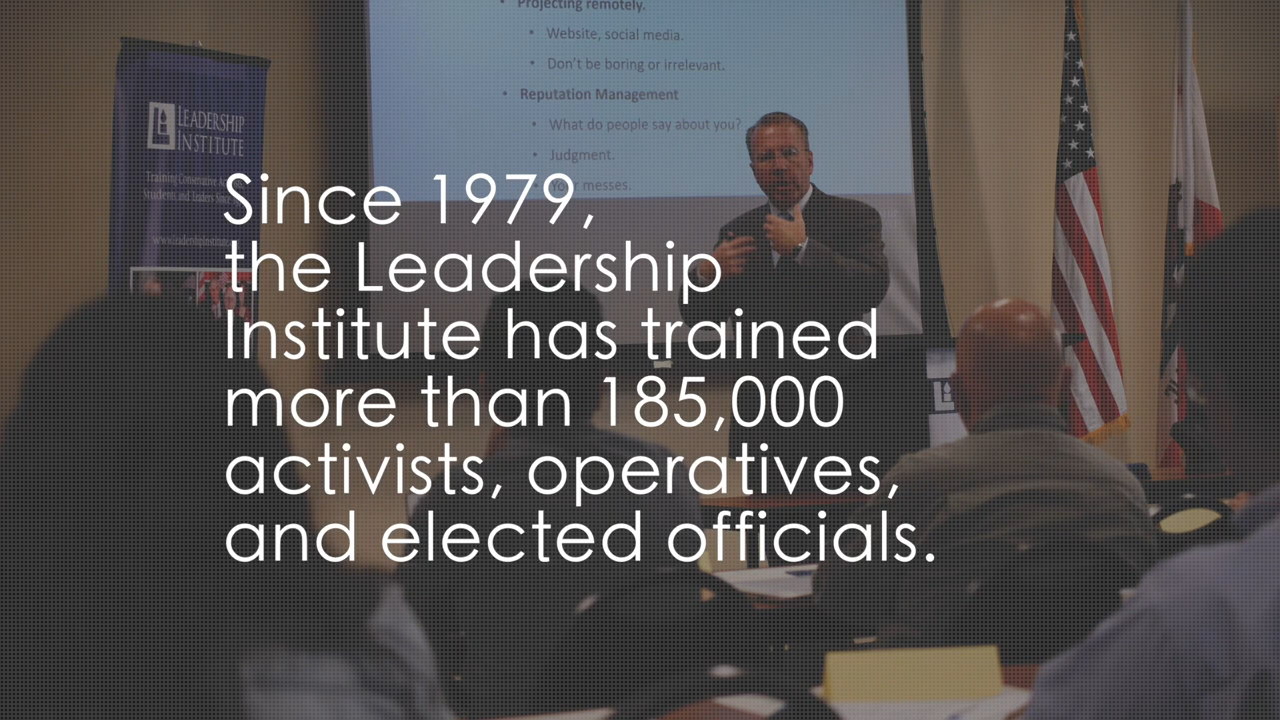 Projecting remotely.
Website, social media.
Don't be boring or irrelevant.
Reputation Management
What do people say about you?
Judgment.
Your messes.
LEADERSHIP
INSTITUTE
Since 1979,
the Leadership
Institute has trained
more than 185,000
activists, operatives,
and elected officials.